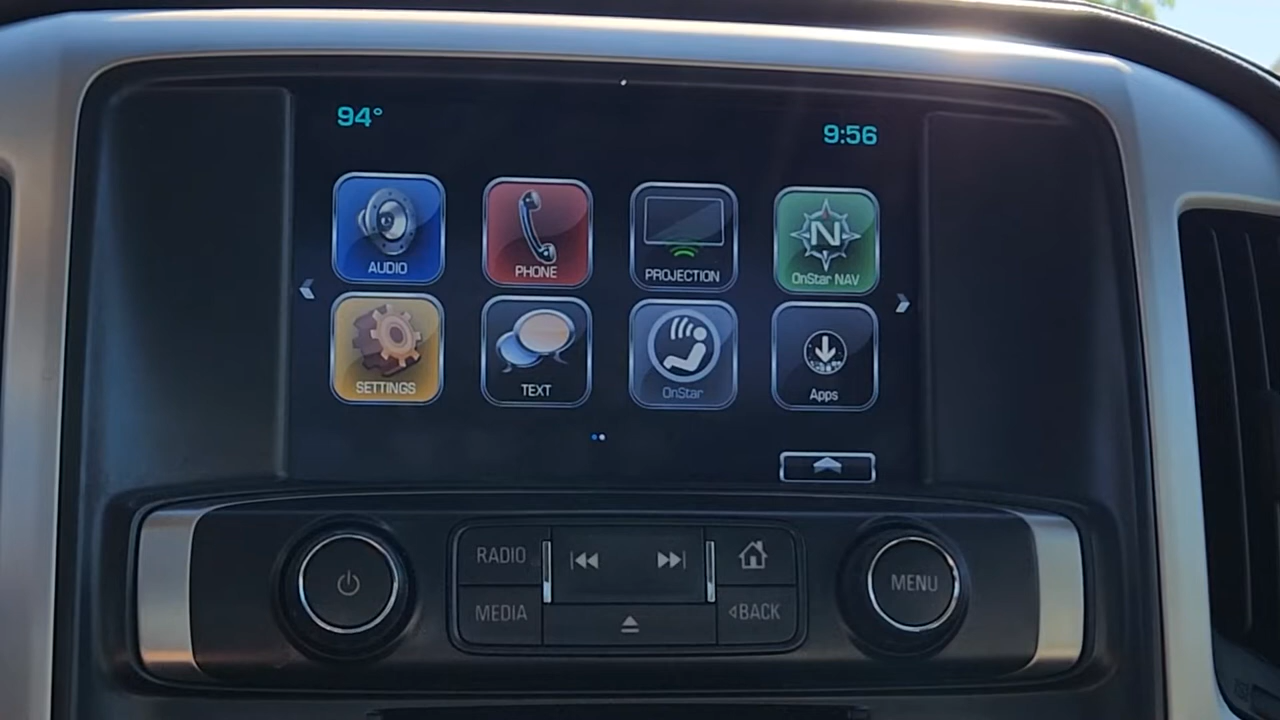 94°
9:56
AUDIO
PHONE
PROJECTION
N
OnStar NAV
SETTINGS
TEXT
OnStar
Apps
RADIO
MEDIA
◁BACK
MENU